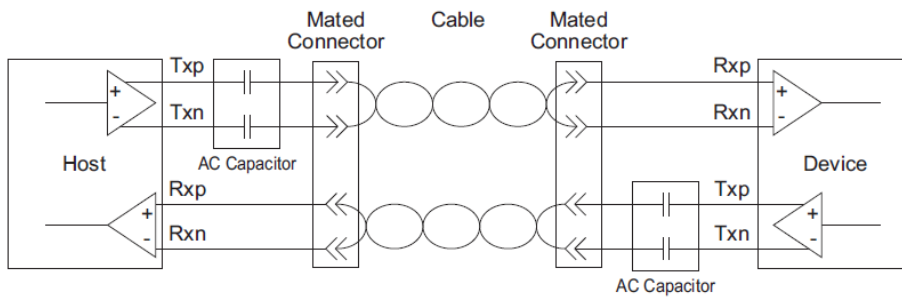 Mated
Connector
Cable
Mated
Connector
Txp
Rxp
+
-
Txn
+
-
Rxn
Host
AC Capacitor
Device
Rxp
Txp
+
-
Rxn
+
-
Txn
AC Capacitor